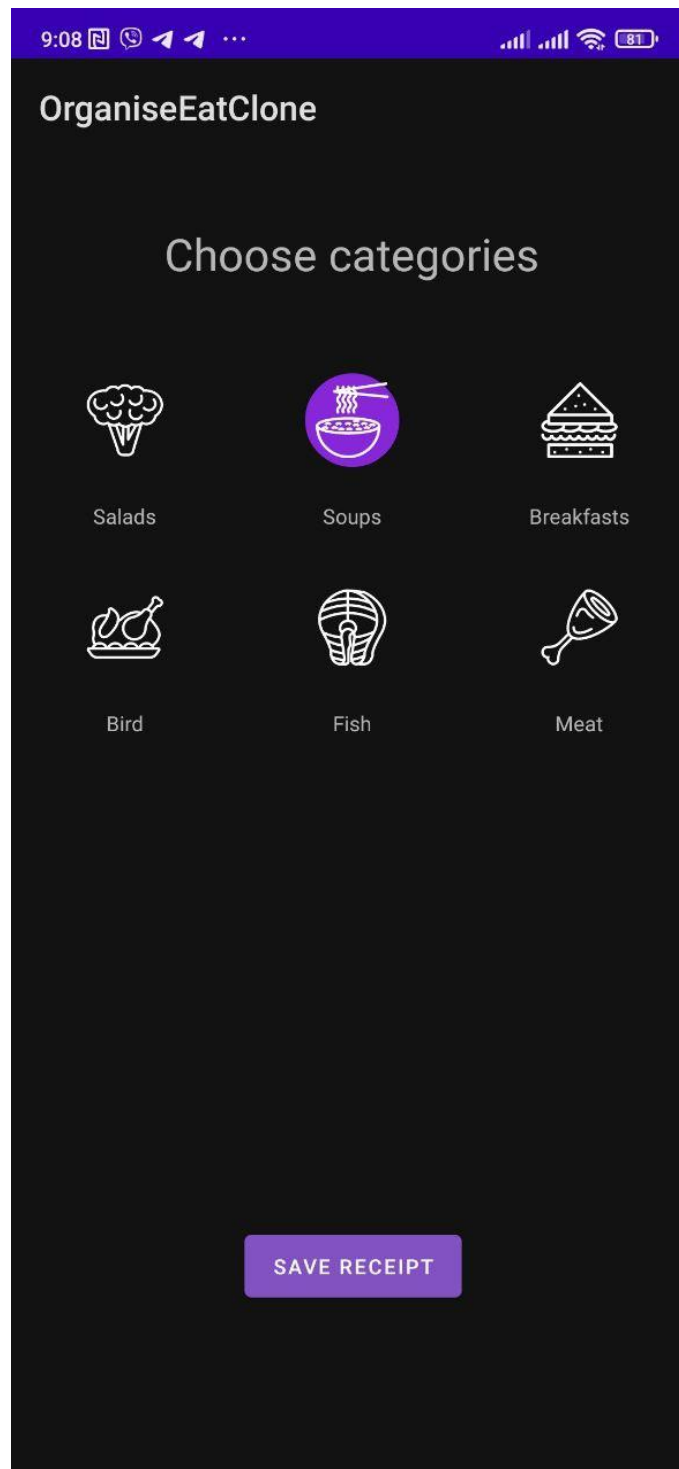 9:08
81
OrganiseEatClone
Choose categories
Salads Soups Breakfasts
Bird Fish Meat
SAVE RECEIPT